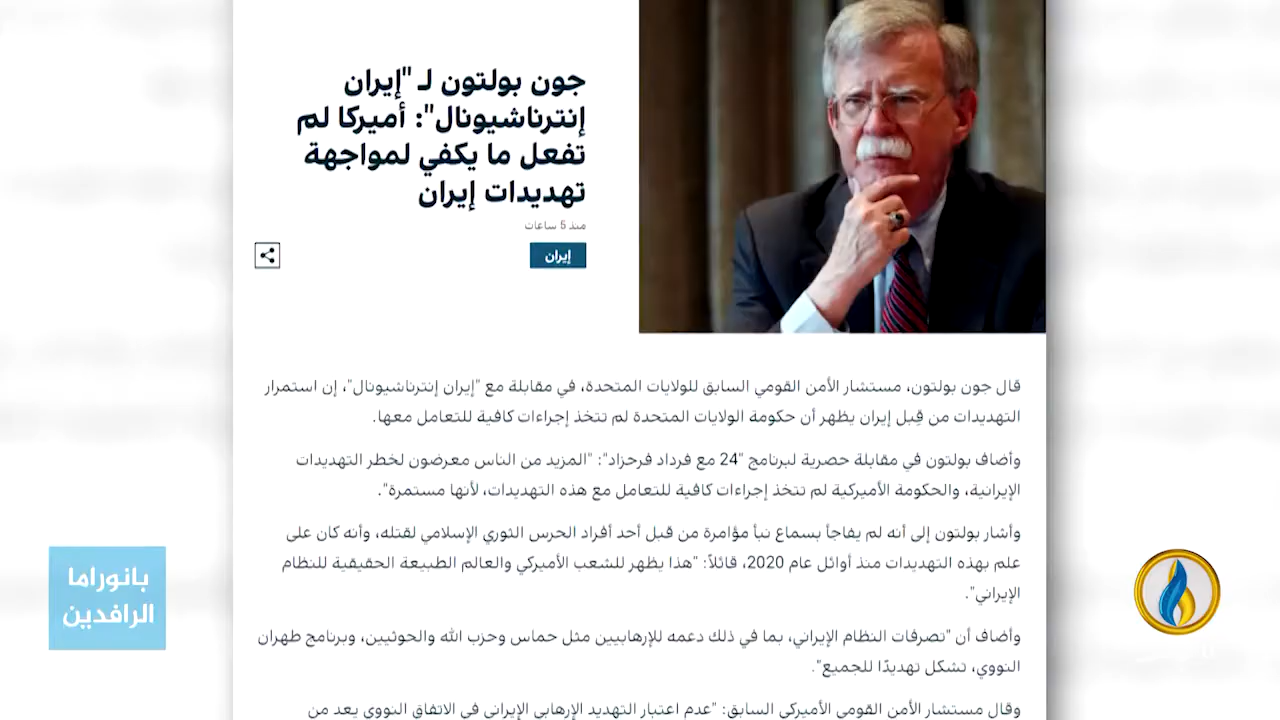 جون بولتون لـ "إيران
إنترناشيونال": أميركا لم
تفعل ما يكفي لمواجهة
تهديدات إيران
منذ 5 ساعات
إيران
قال جون بولتون، مستشار الأمن القومي السابق للولايات المتحدة، في مقابلة مع "إيران إنترناشيونال"، إن استمرار
التهديدات من قِبل إيران يظهر أن حكومة الولايات المتحدة لم تتخذ إجراءات كافية للتعامل معها.
وأضاف بولتون في مقابلة حصرية لبرنامج "24 مع فرداد فرحزاد": "المزيد من الناس معرضون لخطر التهديدات
الإيرانية، والحكومة الأميركية لم تتخذ إجراءات كافية للتعامل مع هذه التهديدات، لأنها مستمرة".
وأشار بولتون إلى أنه لم يفاجأ بسماع نبأ مؤامرة من قبل أحد أفراد الحرس الثوري الإسلامي لقتله، وأنه كان على
علم بهذه التهديدات منذ أوائل عام 2020، قائلاً: "هذا يظهر للشعب الأميركي والعالم الطبيعة الحقيقية للنظام
الإيراني".
وأضاف أن "تصرفات النظام الإيراني، بما في ذلك دعمه للإرهابيين مثل حماس وحزب الله والحوثيين، وبرنامج طهران
النووي، تشكل تهديدًا للجميع".
وقال مستشار الأمن القومي الأميركي السابق: "عدم اعتبار التهديد الإرهابي الإيراني في الاتفاق النووي يعد من
بانوراما
الرافدين